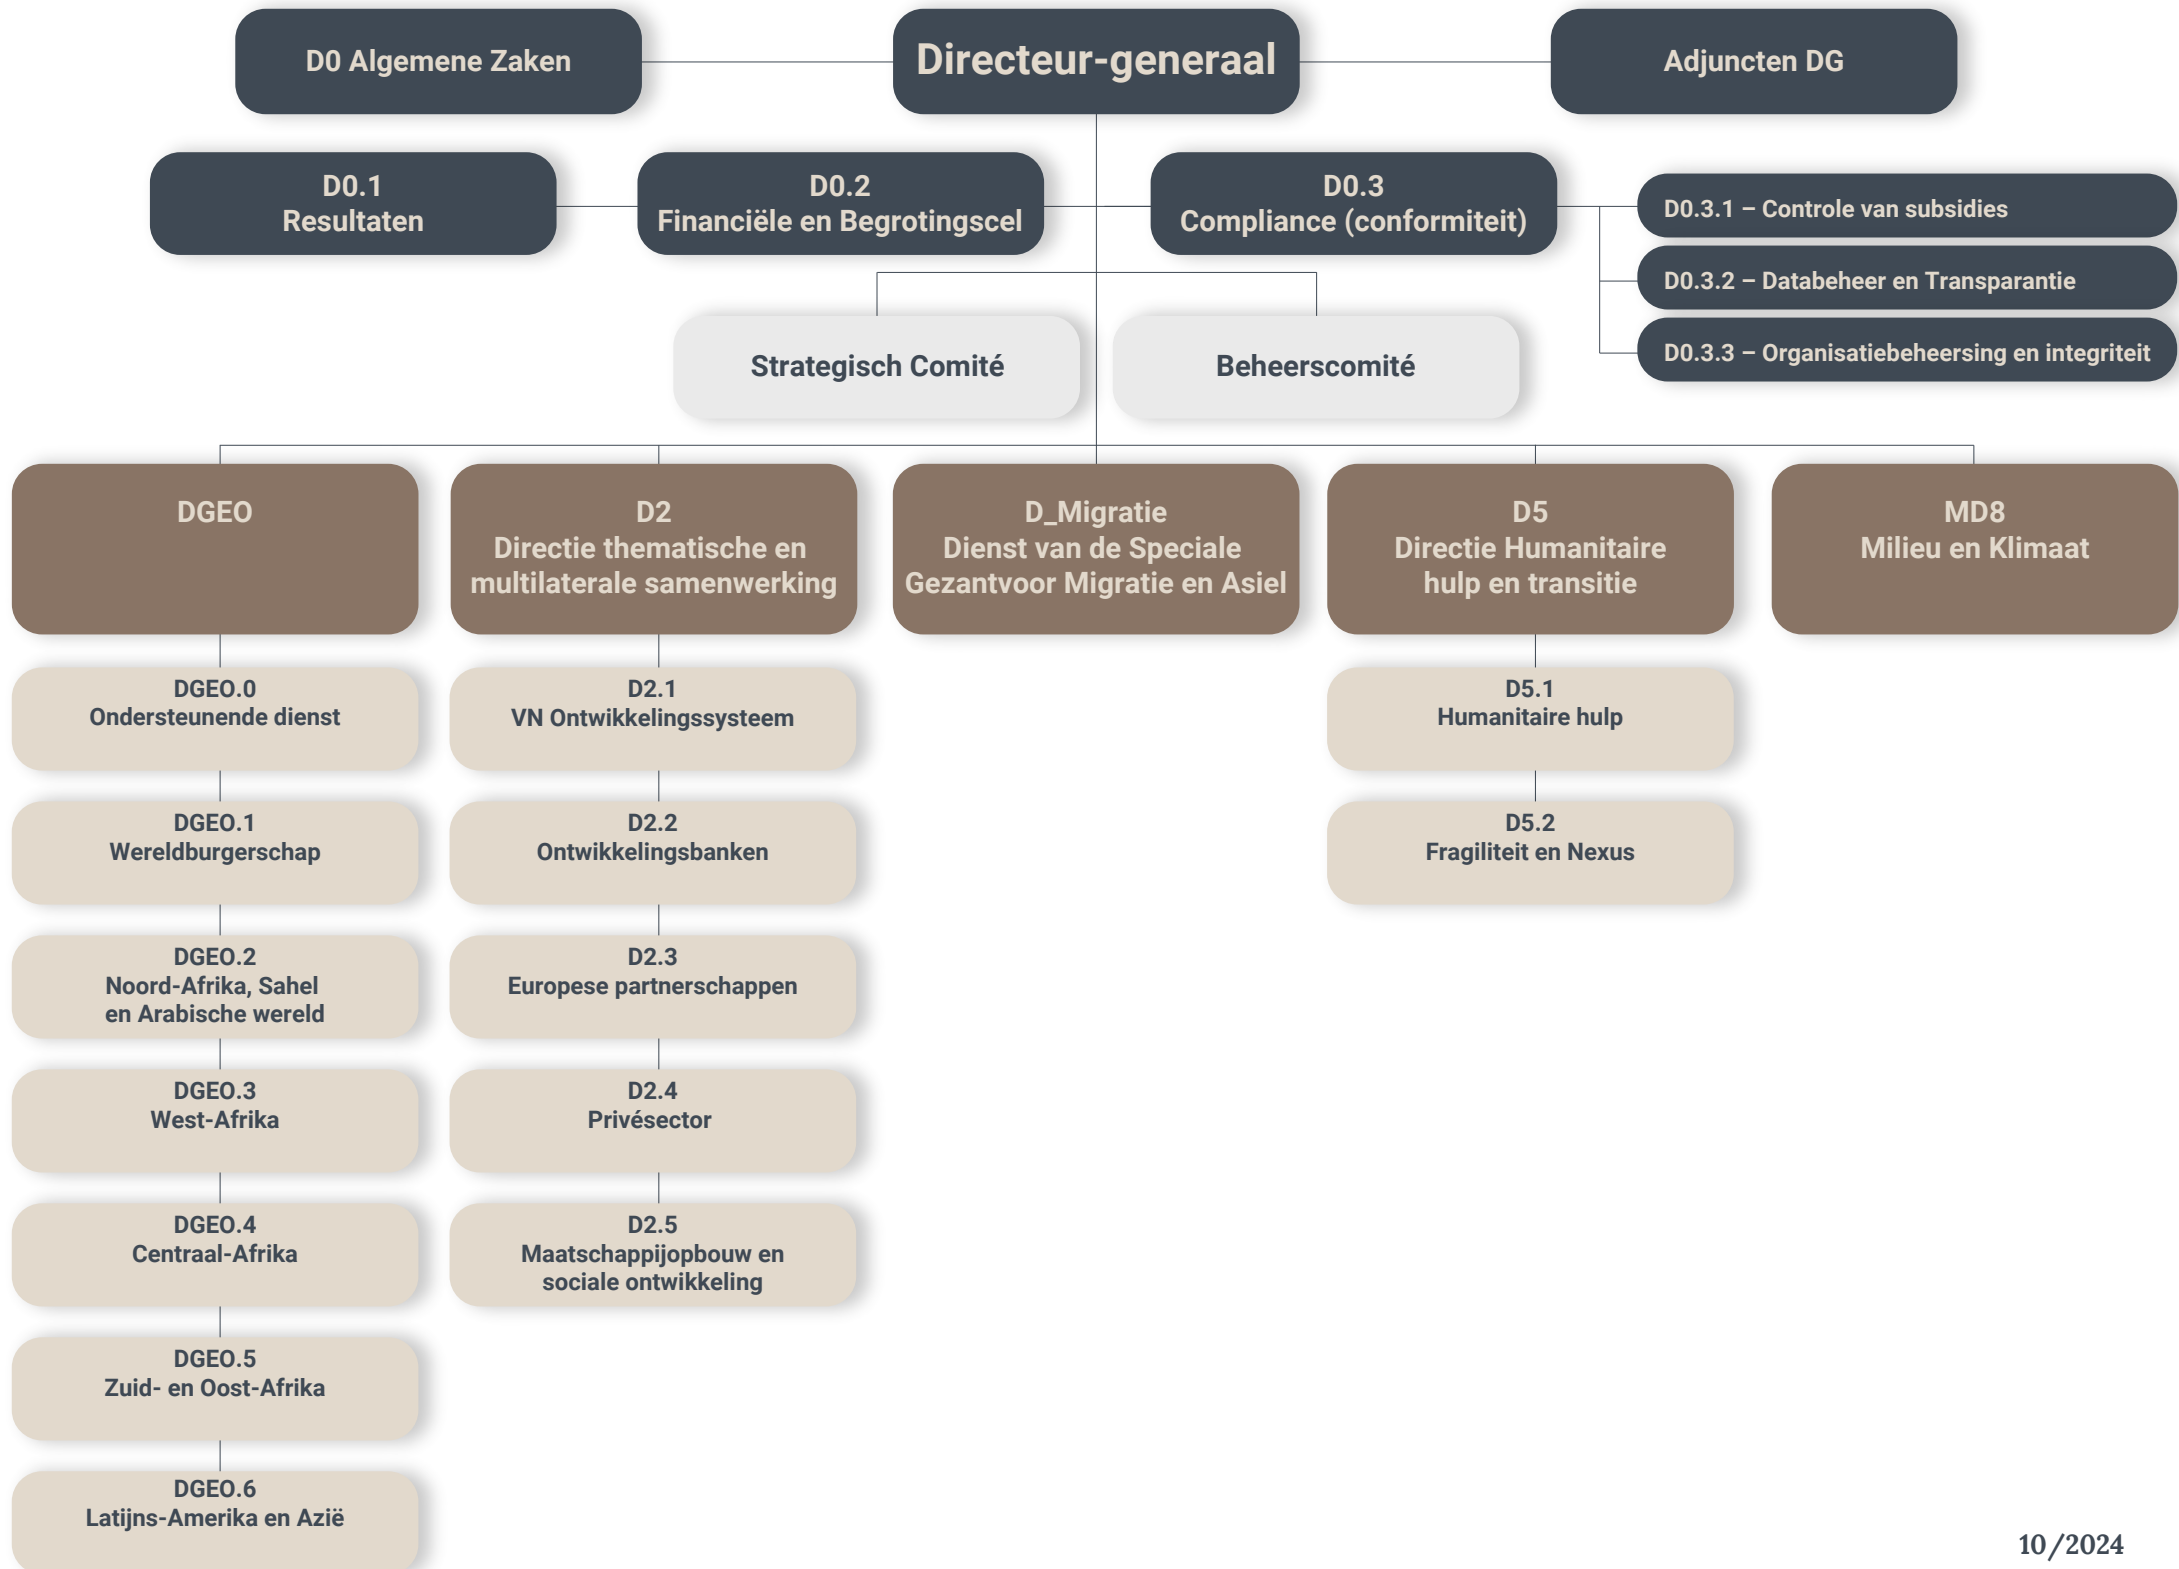 D0 Algemene Zaken
Directeur-generaal
Adjuncten DG
D0.1
Resultaten
D0.2
Financiële en Begrotingscel
D0.3
Compliance (conformiteit)
D0.3.1 – Controle van subsidies
D0.3.2 – Databeheer en Transparantie
D0.3.3 – Organisatiebeheersing en integriteit
Strategisch Comité
Beheerscomité
DGEO
D2
Directie thematische en
multilaterale samenwerking
D_Migratie
Dienst van de Speciale
Gezantvoor Migratie en Asiel
D5
Directie Humanitaire
hulp en transitie
MD8
Milieu en Klimaat
DGEO.0
Ondersteunende dienst
DGEO.1
Wereldburgerschap
DGEO.2
Noord-Afrika, Sahel
en Arabische wereld
DGEO.3
West-Afrika
DGEO.4
Centraal-Afrika
DGEO.5
Zuid- en Oost-Afrika
DGEO.6
Latijns-Amerika en Azië
D2.1
VN Ontwikkelingssysteem
D2.2
Ontwikkelingsbanken
D2.3
Europese partnerschappen
D2.4
Privésector
D2.5
Maatschappijopbouw en
sociale ontwikkeling
D5.1
Humanitaire hulp
D5.2
Fragiliteit en Nexus
10/2024